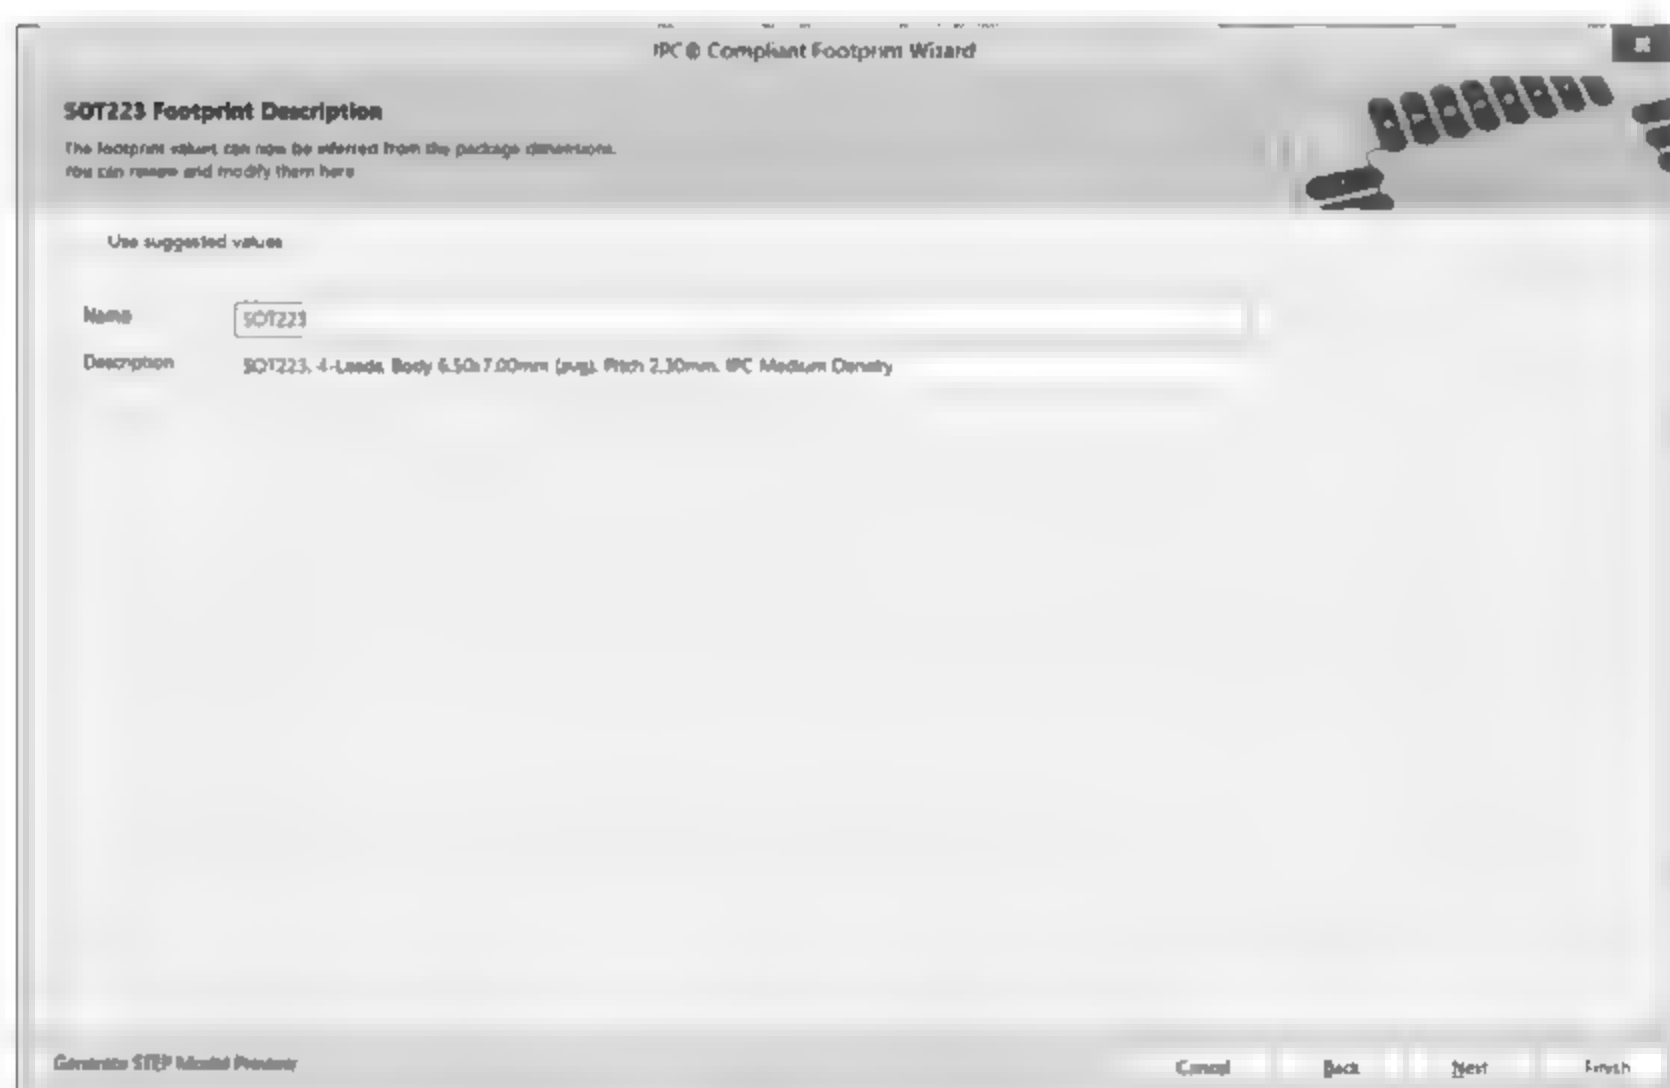 IPC® Compliant Footprint Wizard
SOT223 Footprint Description
The footprint values can now be inferred from the package dimensions.
You can review and modify them here
Use suggested values
Name
SOT223
Description
SOT223, 4-Leads, Body 6.50x7.00mm (avg), Pitch 2.30mm, IPC Medium Density
Generate STEP Model Preview
Cancel
Back
Next
Finish